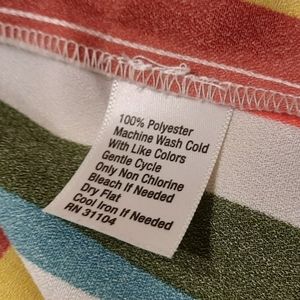 100% Polyester
Machine Wash Cold
With Like Colors
Gentle Cycle
Only Non Chlorine
Bleach If Needed
Dry Flat
Cool Iron If Needed
RN 31104